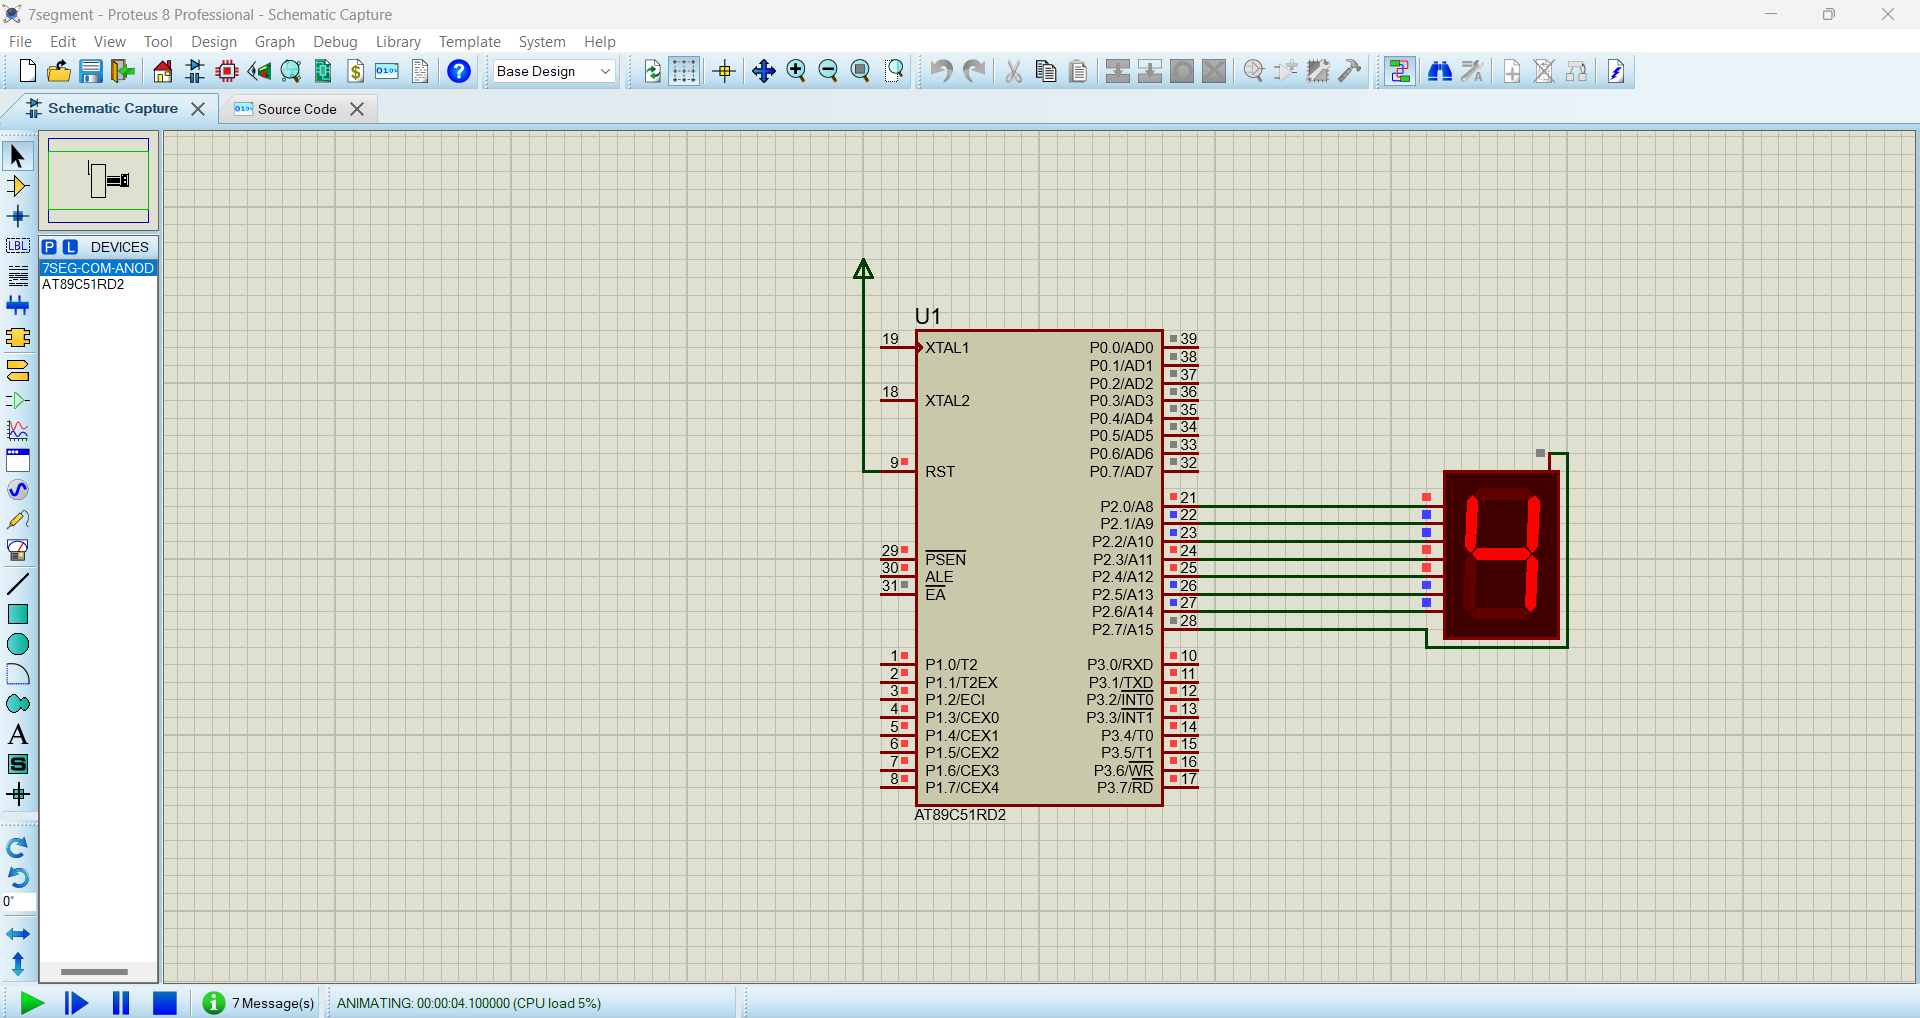 7segment - Proteus 8 Professional - Schematic Capture
File Edit View Tool Design Graph Debug Library Template System Help
Base Design
Schematic Capture
Source Code
P L DEVICES
7SEG-COM-ANOD
AT89C51RD2
LBL
A
S
0°
U1
19 XTAL1
18 XTAL2
9 RST
29 PSEN
30 ALE
31 EA
1 P1.0/T2
2 P1.1/T2EX
3 P1.2/ECI
4 P1.3/CEX0
5 P1.4/CEX1
6 P1.5/CEX2
7 P1.6/CEX3
8 P1.7/CEX4
P0.0/AD0 39
P0.1/AD1 38
P0.2/AD2 37
P0.3/AD3 36
P0.4/AD4 35
P0.5/AD5 34
P0.6/AD6 33
P0.7/AD7 32
P2.0/A8 21
P2.1/A9 22
P2.2/A10 23
P2.3/A11 24
P2.4/A12 25
P2.5/A13 26
P2.6/A14 27
P2.7/A15 28
P3.0/RXD 10
P3.1/TXD 11
P3.2/INT0 12
P3.3/INT1 13
P3.4/T0 14
P3.5/T1 15
P3.6/WR 16
P3.7/RD 17
AT89C51RD2
4
7 Message(s)
ANIMATING: 00:00:04.100000 (CPU load 5%)